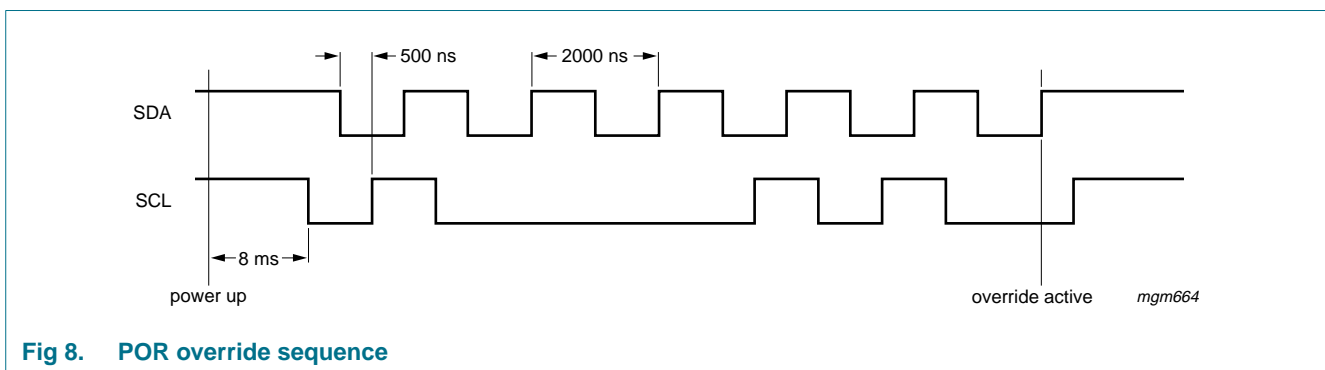 500 ns
2000 ns
SDA
SCL
8 ms
power up
override active
mgm664
Fig 8. POR override sequence